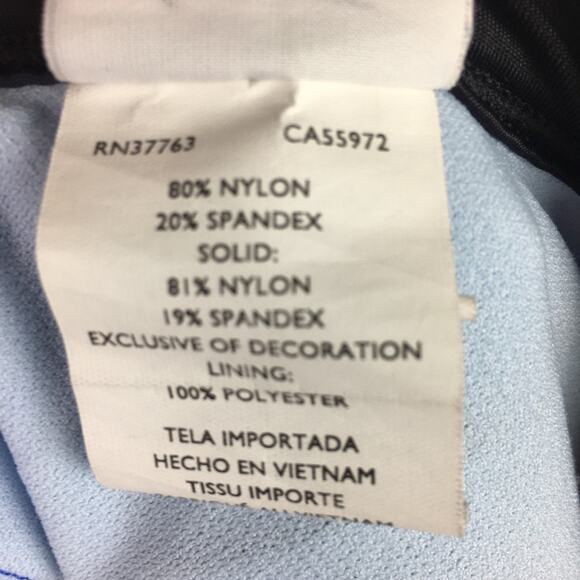 RN37763 CA55972
80% NYLON
20% SPANDEX
SOLID:
81% NYLON
19% SPANDEX
EXCLUSIVE OF DECORATION
LINING:
100% POLYESTER
TELA IMPORTADA
HECHO EN VIETNAM
TISSU IMPORTE
VIETNAM